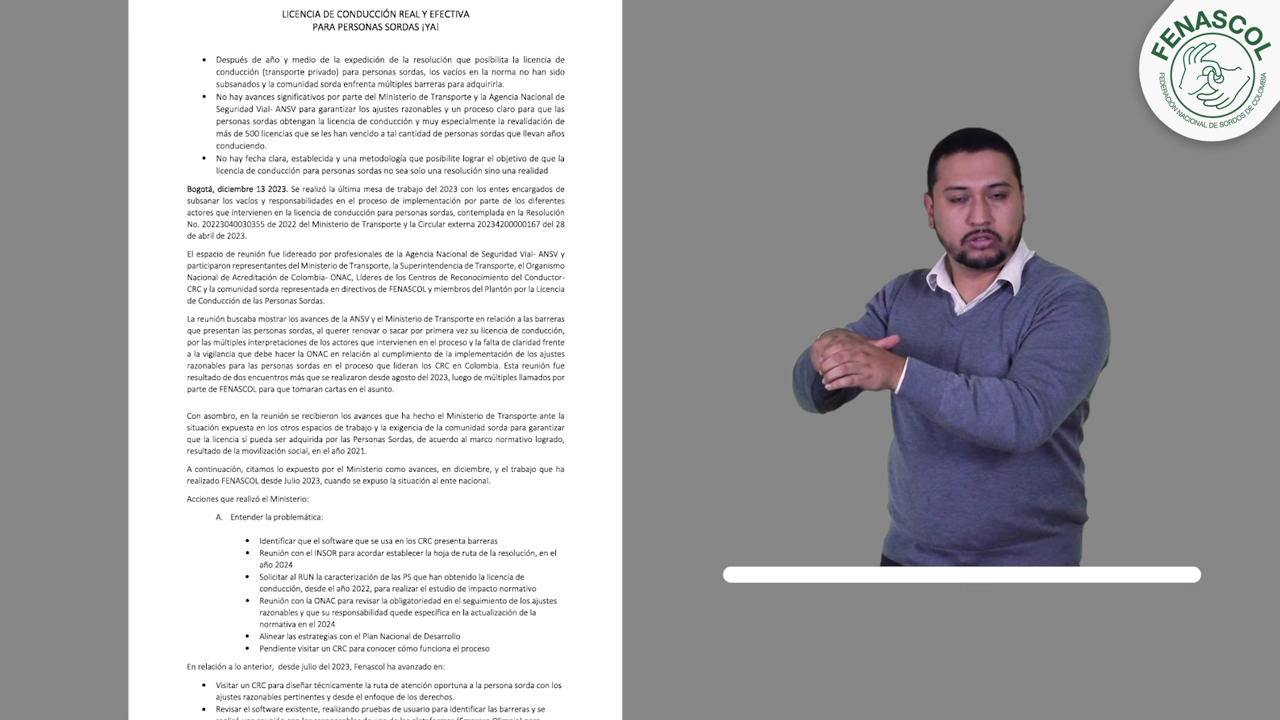 LICENCIA DE CONDUCCIÓN REAL Y EFECTIVA
PARA PERSONAS SORDAS ¡YA!
• Después de año y medio de la expedición de la resolución que posibilita la licencia de
conducción (transporte privado) para personas sordas, los vacíos en la norma no han sido
subsanados y la comunidad sorda enfrenta múltiples barreras para adquirirla.
• No hay avances significativos por parte del Ministerio de Transporte y la Agencia Nacional de
Seguridad Vial- ANSV para garantizar los ajustes razonables y un proceso claro para que las
personas sordas obtengan la licencia de conducción y muy especialmente la revalidación de
más de 500 licencias que se les han vencido a tal cantidad de personas sordas que llevan años
conduciendo.
• No hay fecha clara, establecida y una metodología que posibilite lograr el objetivo de que la
licencia de conducción para personas sordas no sea solo una resolución sino una realidad
Bogotá, diciembre 13 2023. Se realizó la última mesa de trabajo del 2023 con los entes encargados de
subsanar los vacíos y responsabilidades en el proceso de implementación por parte de los diferentes
actores que intervienen en la licencia de conducción para personas sordas, contemplada en la Resolución
No. 20223040030355 de 2022 del Ministerio de Transporte y la Circular externa 20234200000167 del 28
de abril de 2023.
El espacio de reunión fue lidereado por profesionales de la Agencia Nacional de Seguridad Vial- ANSV y
participaron representantes del Ministerio de Transporte, la Superintendencia de Transporte, el Organismo
Nacional de Acreditación de Colombia- ONAC, Líderes de los Centros de Reconocimiento del Conductor-
CRC y la comunidad sorda representada en directivos de FENASCOL y miembros del Plantón por la Licencia
de Conducción de las Personas Sordas.
La reunión buscaba mostrar los avances de la ANSV y el Ministerio de Transporte en relación a las barreras
que presentan las personas sordas, al querer renovar o sacar por primera vez su licencia de conducción,
por las múltiples interpretaciones de los actores que intervienen en el proceso y la falta de claridad frente
a la vigilancia que debe hacer la ONAC en relación al cumplimiento de la implementación de los ajustes
razonables para las personas sordas en el proceso que lideran los CRC en Colombia. Esta reunión fue
resultado de dos encuentros más que se realizaron desde agosto del 2023, luego de múltiples llamados por
parte de FENASCOL para que tomaran cartas en el asunto.
Con asombro, en la reunión se recibieron los avances que ha hecho el Ministerio de Transporte ante la
situación expuesta en los otros espacios de trabajo y la exigencia de la comunidad sorda para garantizar
que la licencia si pueda ser adquirida por las Personas Sordas, de acuerdo al marco normativo logrado,
resultado de la movilización social, en el año 2021.
A continuación, citamos lo expuesto por el Ministerio como avances, en diciembre, y el trabajo que ha
realizado FENASCOL desde Julio 2023, cuando se expuso la situación al ente nacional.
Acciones que realizó el Ministerio:
A. Entender la problemática:
• Identificar que el software que se usa en los CRC presenta barreras
• Reunión con el INSOR para acordar establecer la hoja de ruta de la resolución, en el
año 2024
• Solicitar al RUN la caracterización de las PS que han obtenido la licencia de
conducción, desde el año 2022, para realizar el estudio de impacto normativo
• Reunión con la ONAC para revisar la obligatoriedad en el seguimiento de los ajustes
razonables y que su responsabilidad quede específica en la actualización de la
normativa en el 2024
• Alinear las estrategias con el Plan Nacional de Desarrollo
• Pendiente visitar un CRC para conocer cómo funciona el proceso
En relación a lo anterior, desde julio del 2023, Fenascol ha avanzado en:
• Visitar un CRC para diseñar técnicamente la ruta de atención oportuna a la persona sorda con los
ajustes razonables pertinentes y desde el enfoque de los derechos.
• Revisar el software existente, realizando pruebas de usuario para identificar las barreras y se
FENASCOL
FEDERACIÓN NACIONAL DE SORDOS DE COLOMBIA